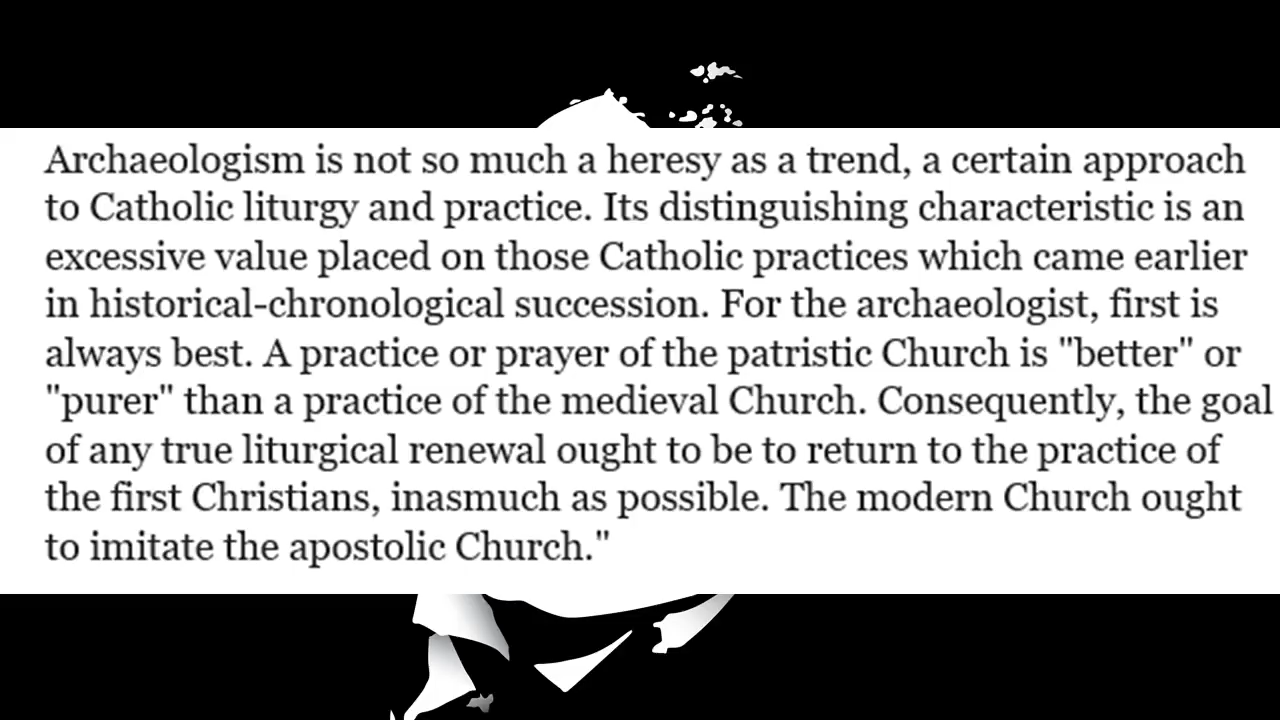 Archaeologism is not so much a heresy as a trend, a certain approach
to Catholic liturgy and practice. Its distinguishing characteristic is an
excessive value placed on those Catholic practices which came earlier
in historical-chronological succession. For the archaeologist, first is
always best. A practice or prayer of the patristic Church is "better" or
"purer" than a practice of the medieval Church. Consequently, the goal
of any true liturgical renewal ought to be to return to the practice of
the first Christians, inasmuch as possible. The modern Church ought
to imitate the apostolic Church."